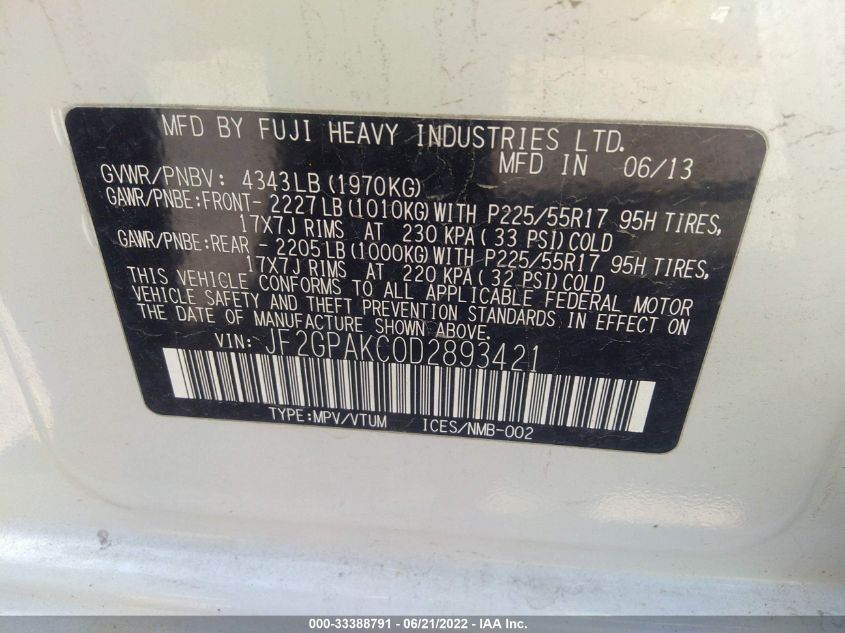 MFD BY FUJI HEAVY INDUSTRIES LTD.
MFD IN 06/13
GVWR/PNBV: 4343LB(1970KG)
GAWR/PNBE:FRONT- 2227LB(1010KG)WITH P225/55R17 95H TIRES,
17X7J RIMS AT 230 KPA(33 PSI)COLD
GAWR/PNBE:REAR - 2205LB(1000KG)WITH P225/55R17 95H TIRES,
17X7J RIMS AT 220 KPA(32 PSI)COLD
THIS VEHICLE CONFORMS TO ALL APPLICABLE FEDERAL MOTOR
VEHICLE SAFETY AND THEFT PREVENTION STANDARDS IN EFFECT ON
THE DATE OF MANUFACTURE SHOWN ABOVE.
VIN: JF2GPAKC0D2893421
TYPE:MPV/VTUM ICES/NMB-002
000-33388791 - 06/21/2022 - IAA Inc.